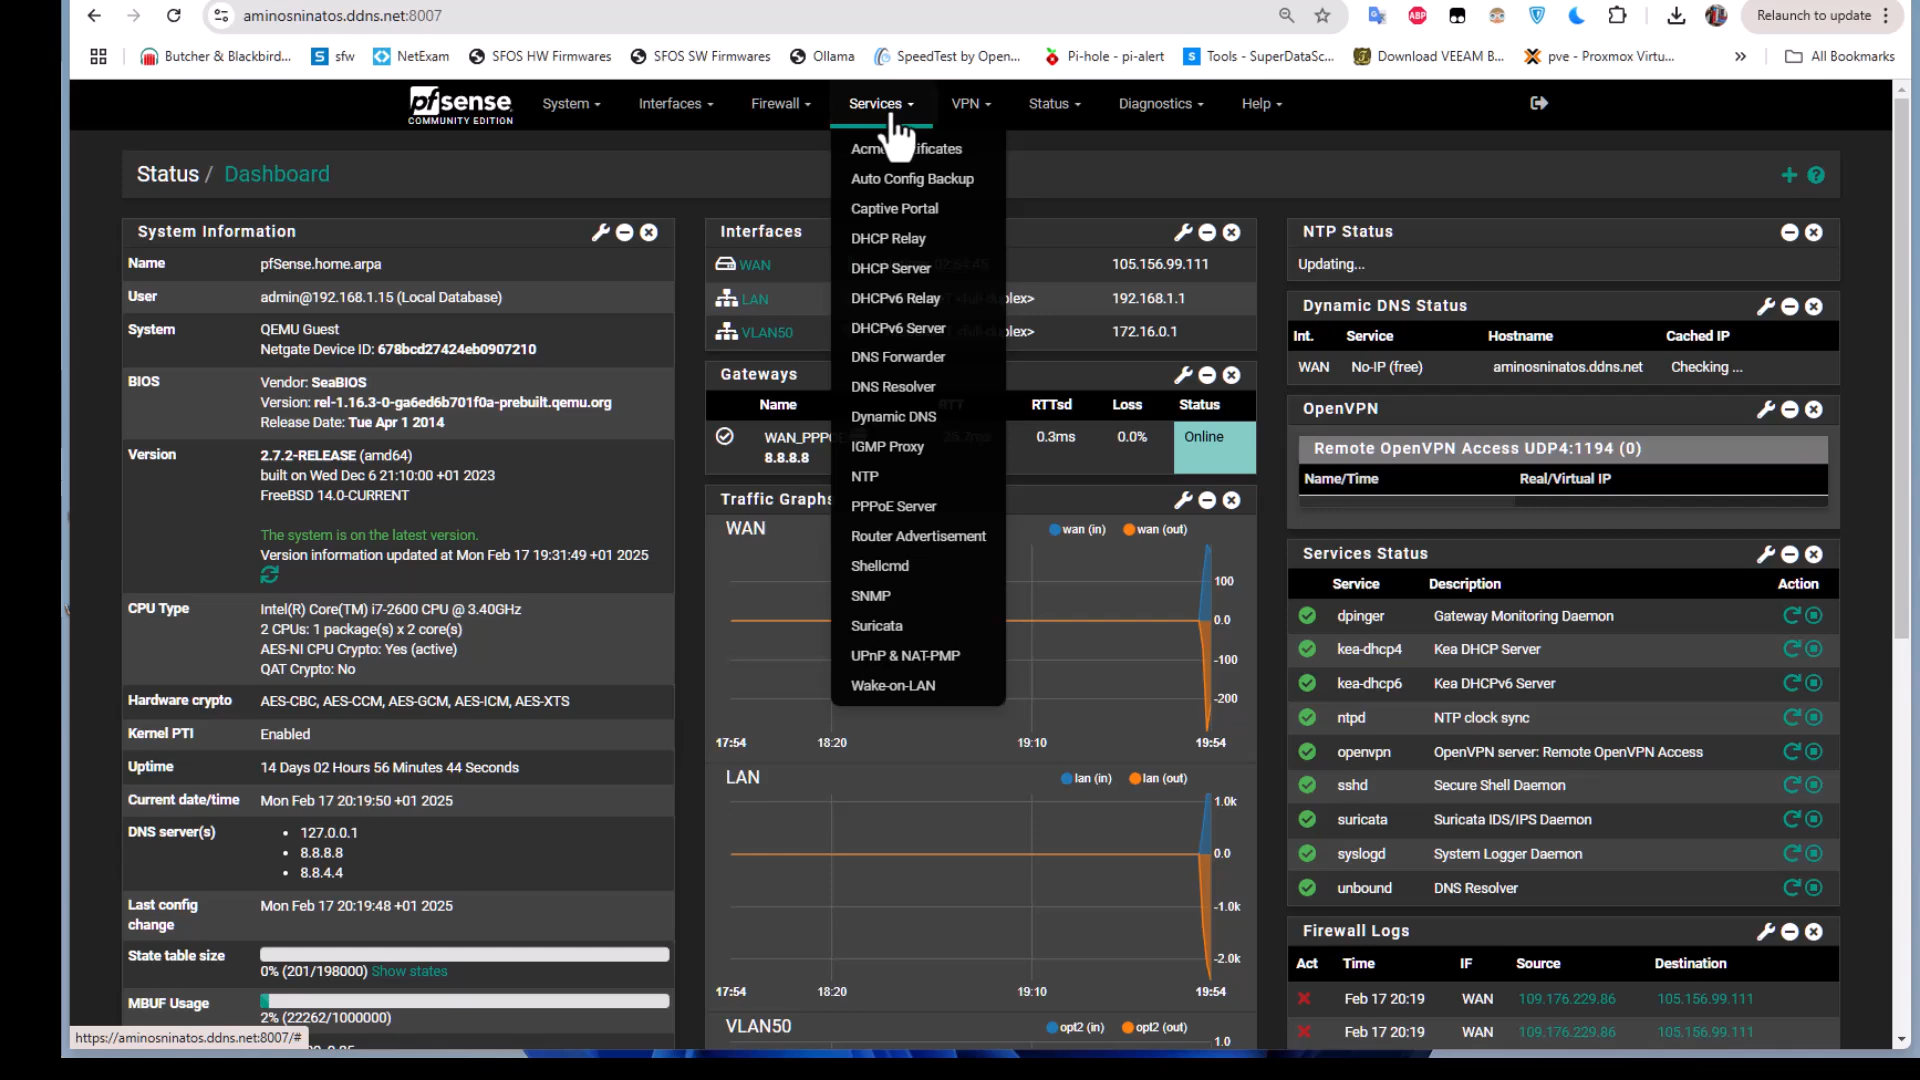 aminosninatos.ddns.net:8007
Relaunch to update
Butcher & Blackbird...
sfw
NetExam
SFOS HW Firmwares
SFOS SW Firmwares
Ollama
SpeedTest by Open...
Pi-hole - pi-alert
Tools - SuperDataSc...
Download VEEAM B...
pve - Proxmox Virtu...
All Bookmarks
pfsense
COMMUNITY EDITION
System
Interfaces
Firewall
Services
VPN
Status
Diagnostics
Help
Auto Config Backup
Captive Portal
DHCP Relay
DHCP Server
DHCPv6 Relay
DHCPv6 Server
DNS Forwarder
DNS Resolver
Dynamic DNS
IGMP Proxy
NTP
PPPoE Server
Router Advertisement
Shellcmd
SNMP
Suricata
UPnP & NAT-PMP
Wake-on-LAN
Status / Dashboard
System Information
Name pfSense.home.arpa
User admin@192.168.1.15 (Local Database)
System QEMU Guest
Netgate Device ID: 678bcd27424eb0907210
BIOS Vendor: SeaBIOS
Version: rel-1.16.3-0-ga6ed6b701f0a-prebuilt.qemu.org
Release Date: Tue Apr 1 2014
Version 2.7.2-RELEASE (amd64)
built on Wed Dec 6 21:10:00 +01 2023
FreeBSD 14.0-CURRENT
The system is on the latest version.
Version information updated at Mon Feb 17 19:31:49 +01 2025
CPU Type Intel(R) Core(TM) i7-2600 CPU @ 3.40GHz
2 CPUs: 1 package(s) x 2 core(s)
AES-NI CPU Crypto: Yes (active)
QAT Crypto: No
Hardware crypto AES-CBC, AES-CCM, AES-GCM, AES-ICM, AES-XTS
Kernel PTI Enabled
Uptime 14 Days 02 Hours 56 Minutes 44 Seconds
Current date/time Mon Feb 17 20:19:50 +01 2025
DNS server(s) • 127.0.0.1
• 8.8.8.8
• 8.8.4.4
Last config change Mon Feb 17 20:19:48 +01 2025
State table size
0% (201/198000) Show states
MBUF Usage
2% (22262/1000000)
https://aminosninatos.ddns.net:8007/#
Interfaces
WAN 105.156.99.111
LAN plex> 192.168.1.1
VLAN50 plex> 172.16.0.1
Gateways
Name RTTsd Loss Status
WAN_PPP 0.3ms 0.0% Online
8.8.8.8
Traffic Graphs
WAN
wan (in) wan (out)
100
0.0
-100
-200
17:54 18:20 19:10 19:54
LAN
lan (in) lan (out)
1.0k
0.0
-1.0k
-2.0k
17:54 18:20 19:10 19:54
VLAN50
opt2 (in) opt2 (out)
1.0
NTP Status
Updating...
Dynamic DNS Status
Int. Service Hostname Cached IP
WAN No-IP (free) aminosninatos.ddns.net Checking ...
OpenVPN
Remote OpenVPN Access UDP4:1194 (0)
Name/Time Real/Virtual IP
Services Status
Service Description Action
dpinger Gateway Monitoring Daemon
kea-dhcp4 Kea DHCP Server
kea-dhcp6 Kea DHCPv6 Server
ntpd NTP clock sync
openvpn OpenVPN server: Remote OpenVPN Access
sshd Secure Shell Daemon
suricata Suricata IDS/IPS Daemon
syslogd System Logger Daemon
unbound DNS Resolver
Firewall Logs
Act Time IF Source Destination
Feb 17 20:19 WAN 109.176.229.86 105.156.99.111
Feb 17 20:19 WAN 109.176.229.86 105.156.99.111